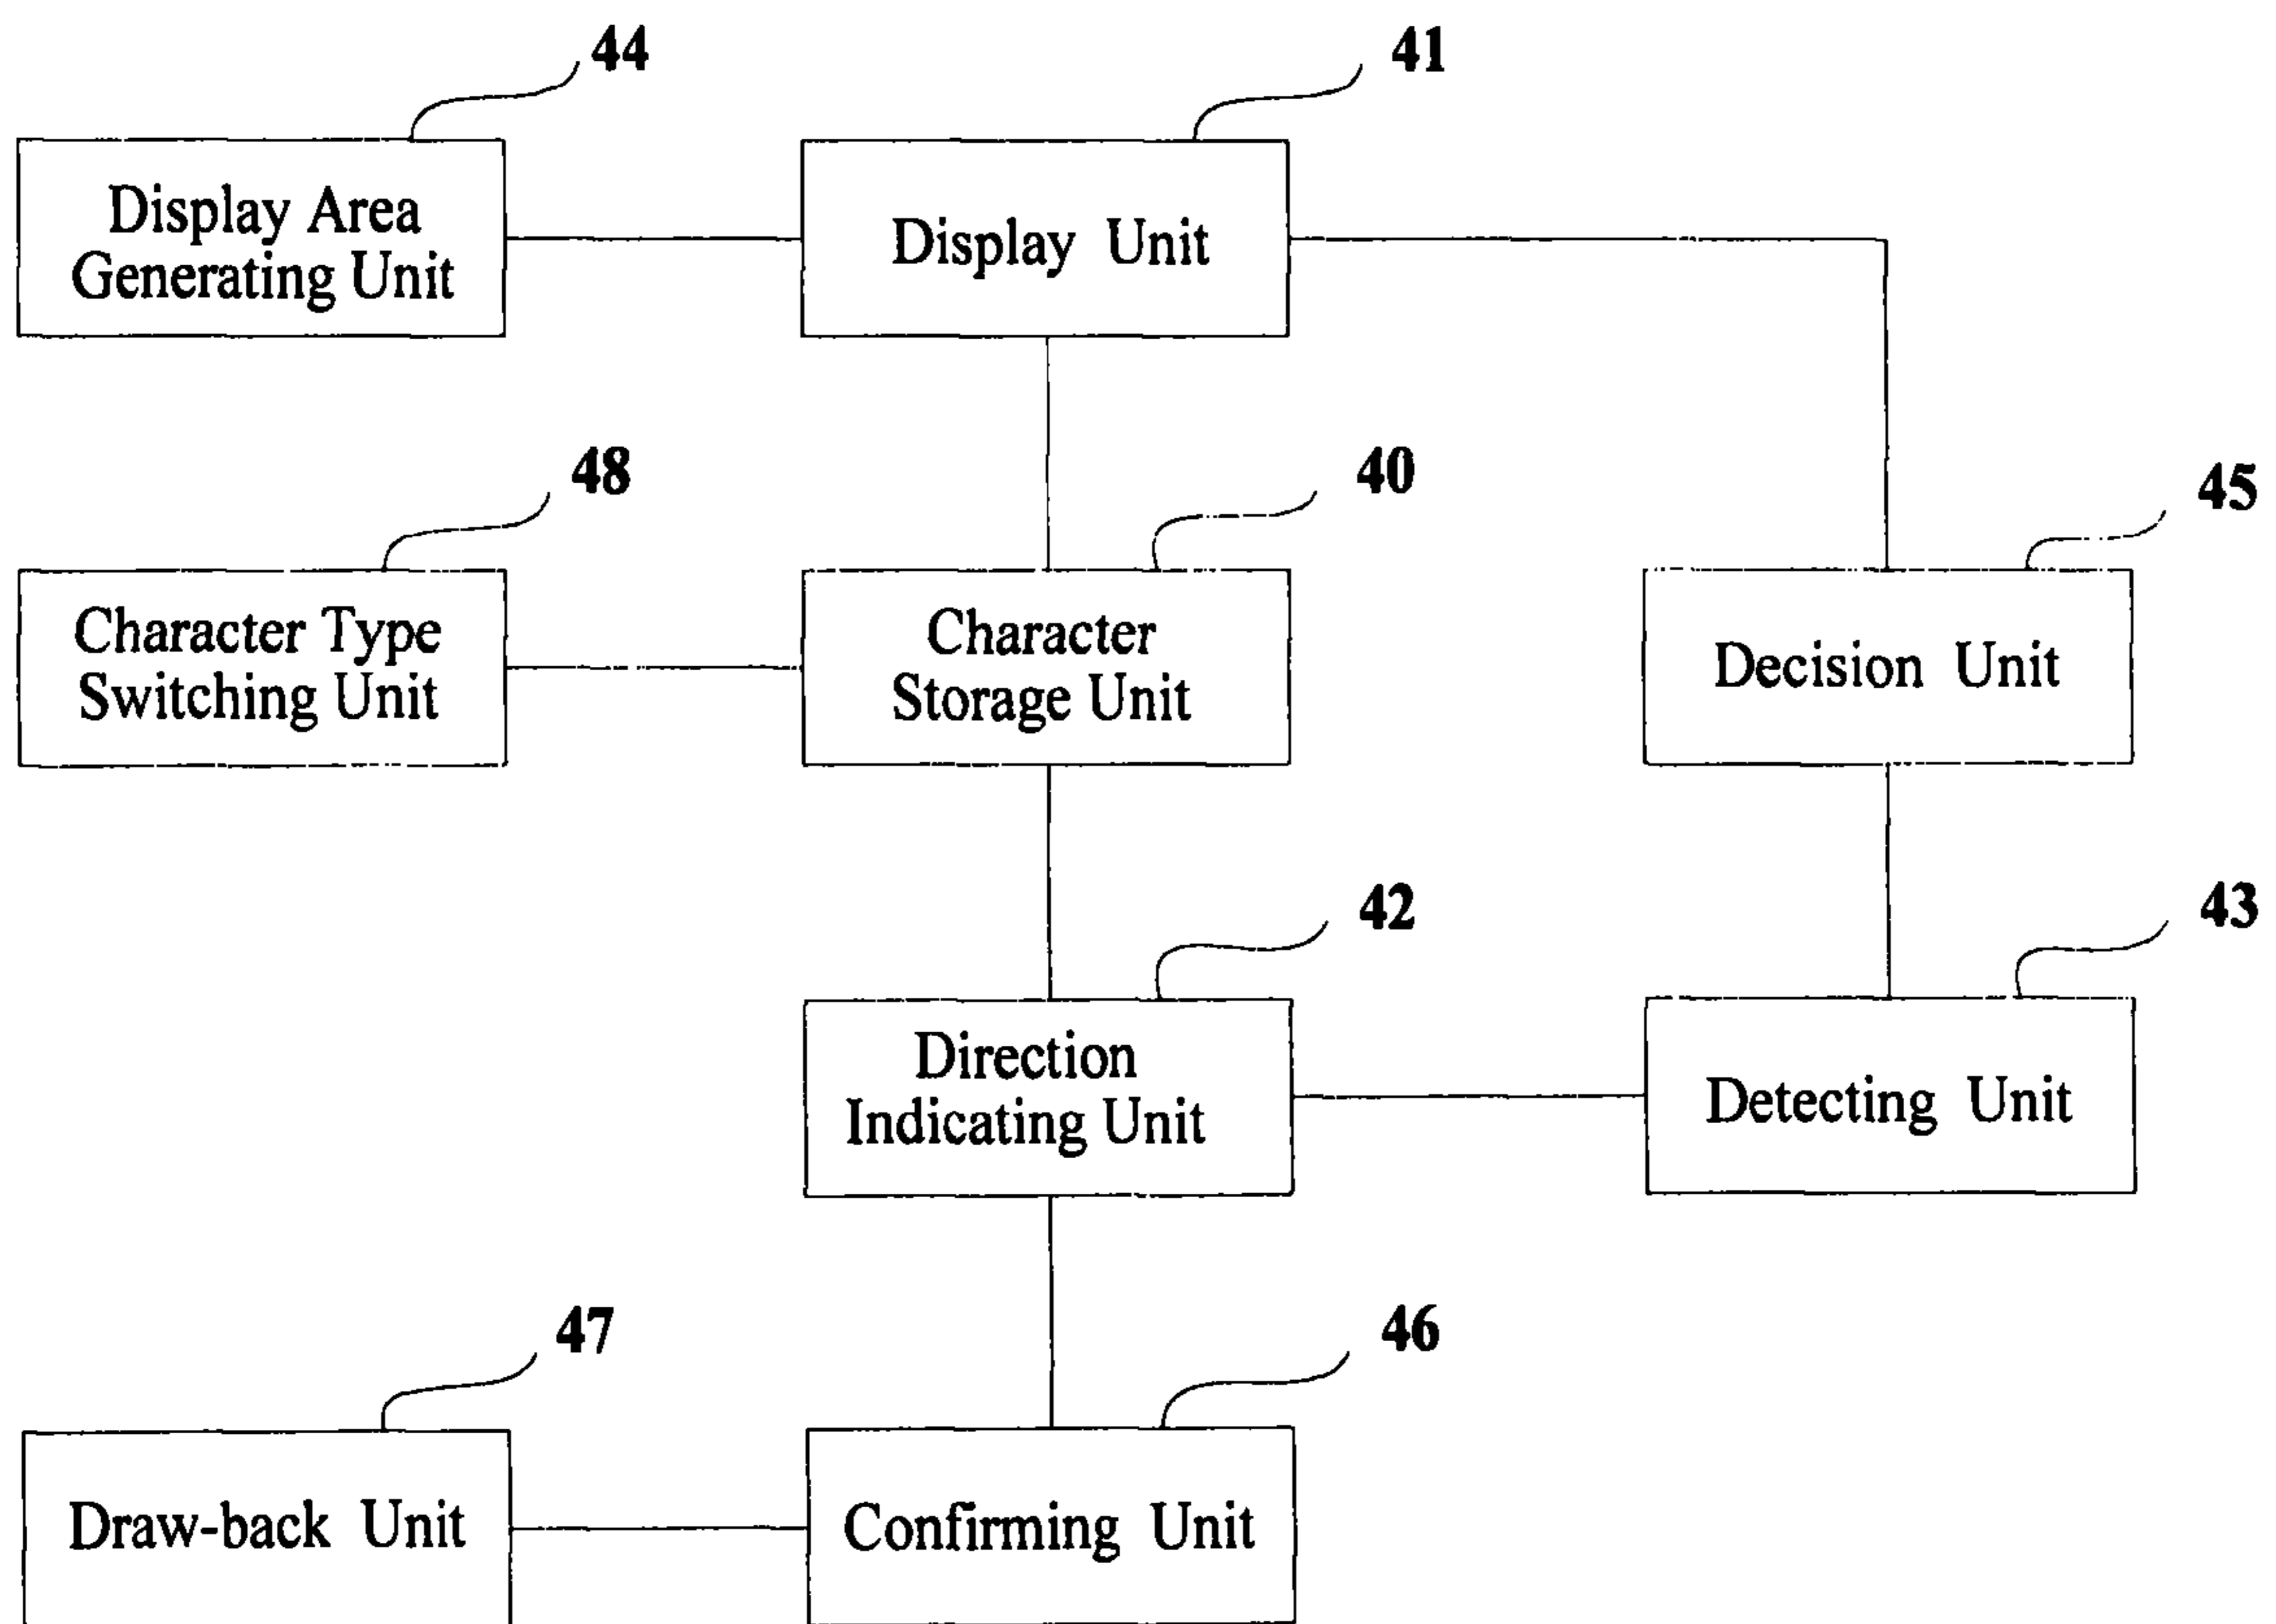 44
41
Display Area
Generating Unit
Display Unit
48
40
45
Character Type
Switching Unit
Character
Storage Unit
Decision Unit
42
43
Direction
Indicating Unit
Detecting Unit
47
46
Draw-back Unit
Confirming Unit